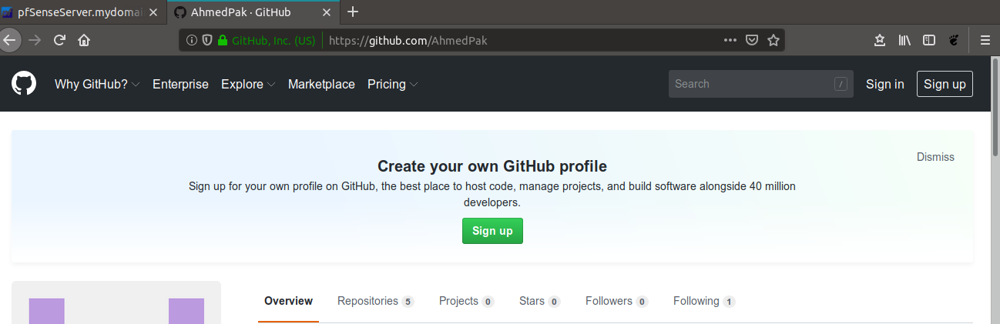 pfSenseServer.mydomai
AhmedPak · GitHub
GitHub, Inc. (US) https://github.com/AhmedPak
Why GitHub? Enterprise Explore Marketplace Pricing Search / Sign in Sign up
Dismiss
Create your own GitHub profile
Sign up for your own profile on GitHub, the best place to host code, manage projects, and build software alongside 40 million
developers.
Sign up
Overview Repositories 5 Projects 0 Stars 0 Followers 0 Following 1